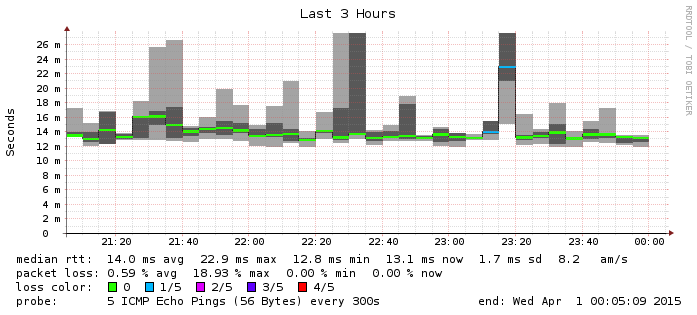 Last 3 Hours
RRDTOOL / TOBI OETIKER
Seconds
26 m
24 m
22 m
20 m
18 m
16 m
14 m
12 m
10 m
8 m
6 m
4 m
2 m
0
21:20 21:40 22:00 22:20 22:40 23:00 23:20 23:40 00:00
median rtt: 14.0 ms avg 22.9 ms max 12.8 ms min 13.1 ms now 1.7 ms sd 8.2 am/s
packet loss: 0.59 % avg 18.93 % max 0.00 % min 0.00 % now
loss color: 0 1/5 2/5 3/5 4/5
probe: 5 ICMP Echo Pings (56 Bytes) every 300s end: Wed Apr 1 00:05:09 2015